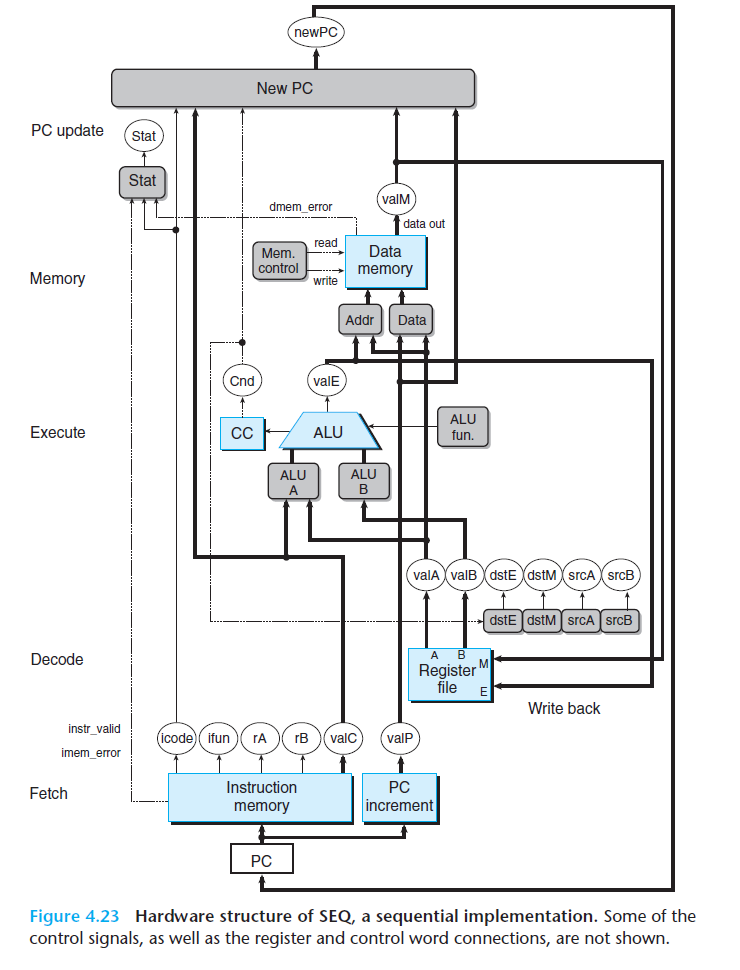 newPC
New PC
PC update
Stat
Stat
valM
dmem_error
data out
read
Mem.
control
Data
memory
Memory
write
Addr
Data
Cnd
valE
Execute
CC
ALU
ALU
fun.
ALU
A
ALU
B
valA
valB
dstE
dstM
srcA
srcB
dstE
dstM
srcA
srcB
Decode
A
B
M
Register
file
E
Write back
instr_valid
imem_error
icode
ifun
rA
rB
valC
valP
Fetch
Instruction
memory
PC
increment
PC
Figure 4.23 Hardware structure of SEQ, a sequential implementation. Some of the
control signals, as well as the register and control word connections, are not shown.